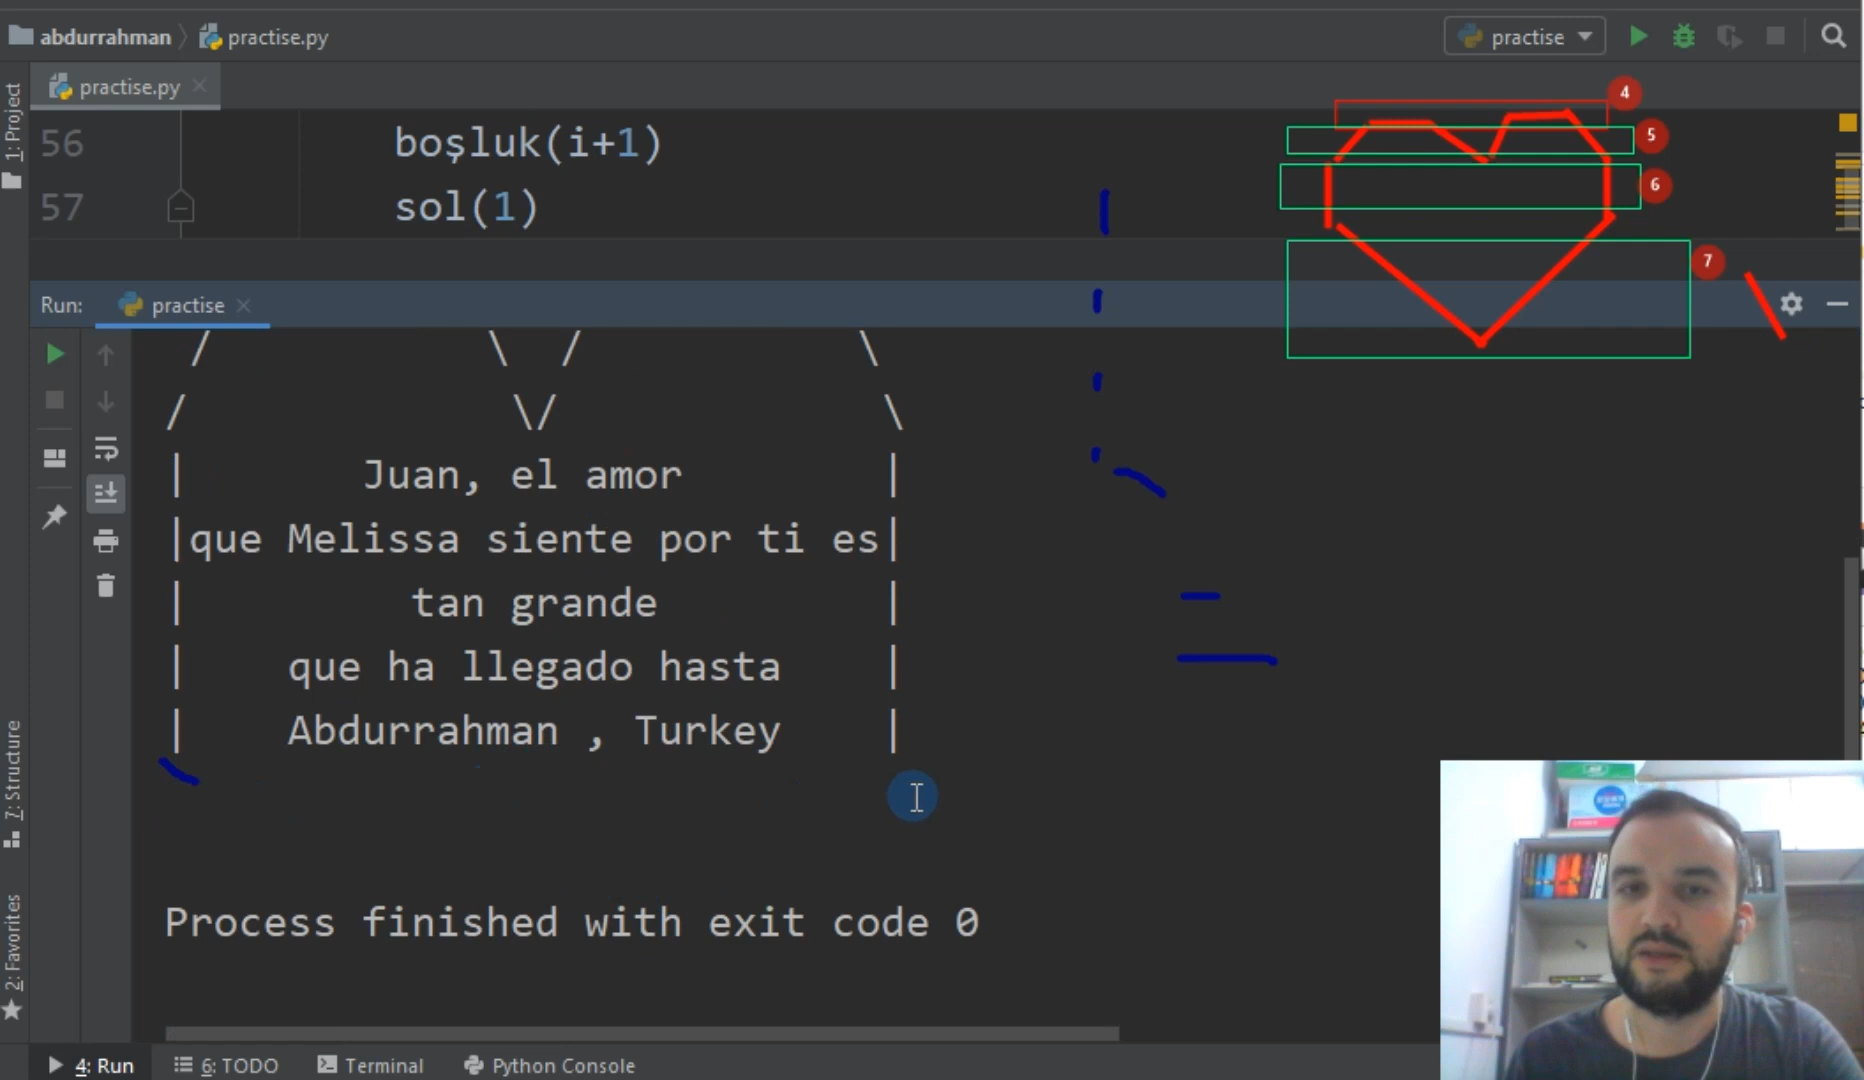 abdurrahman practise.py
practise
practise.py
1: Project
56 boşluk(i+1)
57 sol(1)
4
5
6
7
Run: practise
/ \ / \
/ \/ \
| Juan, el amor |
|que Melissa siente por ti es|
| tan grande |
| que ha llegado hasta |
| Abdurrahman , Turkey |
Process finished with exit code 0
7: Structure
2: Favorites
4: Run 6: TODO Terminal Python Console